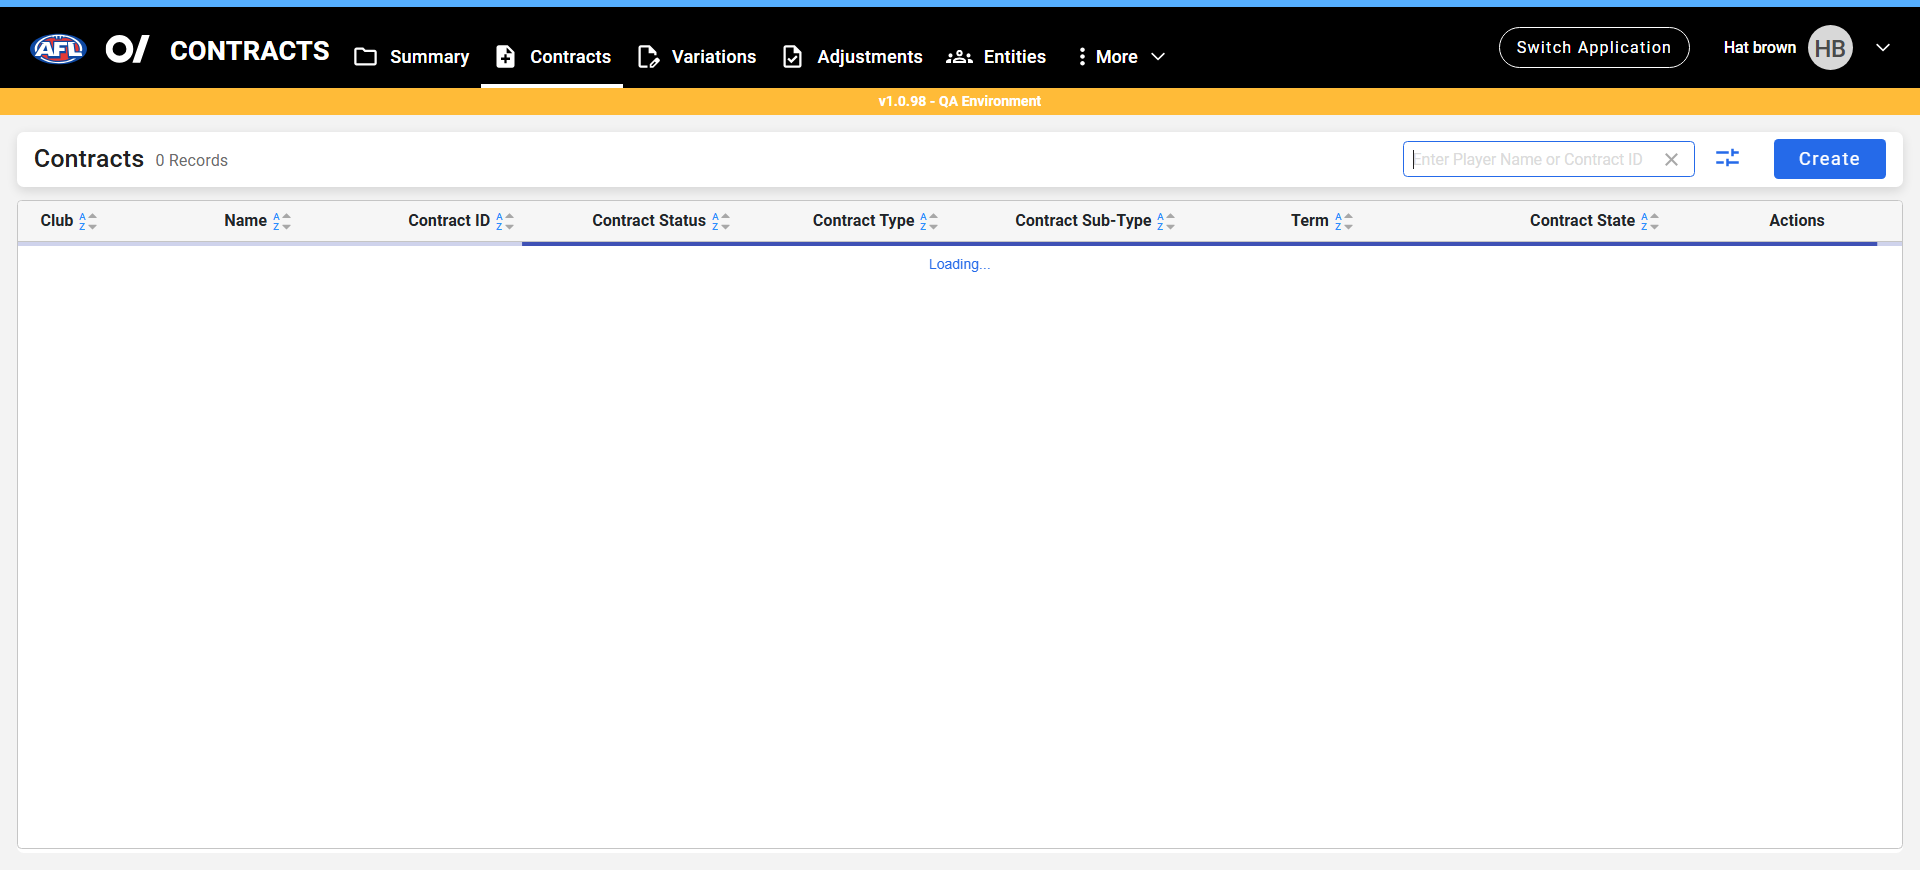 AFL CONTRACTS Summary Contracts Variations Adjustments Entities More Switch Application Hat brown HB
v1.0.98 - QA Environment
Contracts 0 Records Enter Player Name or Contract ID Create
Club Name Contract ID Contract Status Contract Type Contract Sub-Type Term Contract State Actions
Loading...